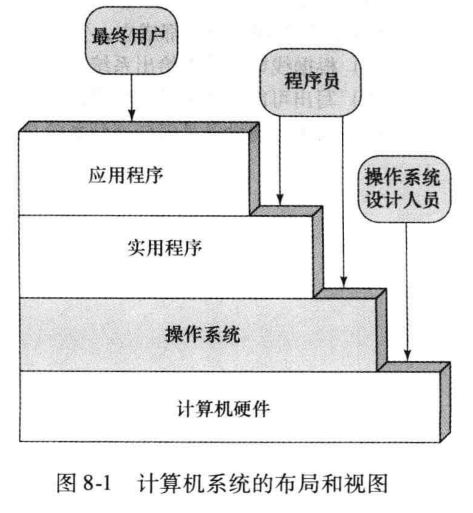 最终用户
程序员
操作系统
设计人员
应用程序
实用程序
操作系统
计算机硬件
图 8-1 计算机系统的布局和视图